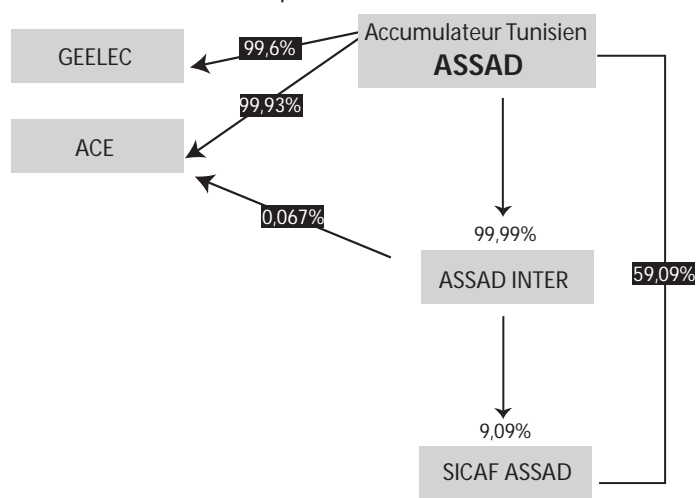 Accumulateur Tunisien
ASSAD
GEELEC
99,6%
99,93%
ACE
0,067%
99,99%
ASSAD INTER
59,09%
9,09%
SICAF ASSAD